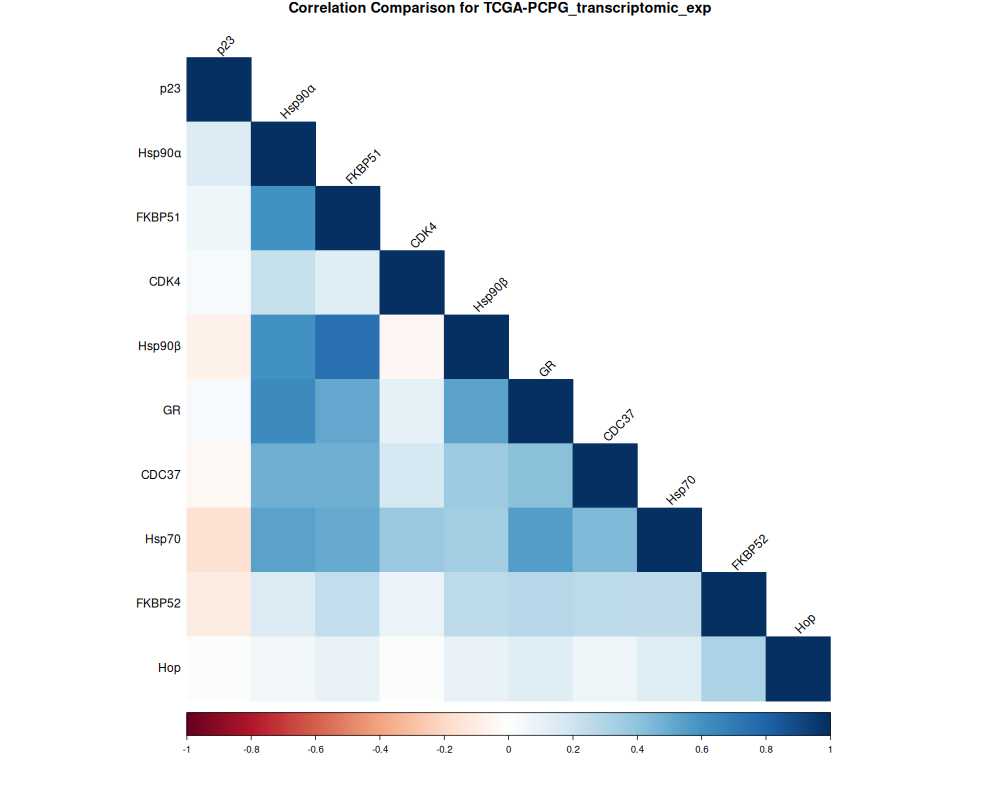 Correlation Comparison for TCGA-PCPG_transcriptomic_exp
p23
p23
Hsp90α
Hsp90α
FKBP51
FKBP51
CDK4
CDK4
Hsp90β
Hsp90β
GR
GR
CDC37
CDC37
Hsp70
Hsp70
FKBP52
FKBP52
Hop
Hop
-1 -0.8 -0.6 -0.4 -0.2 0 0.2 0.4 0.6 0.8 1